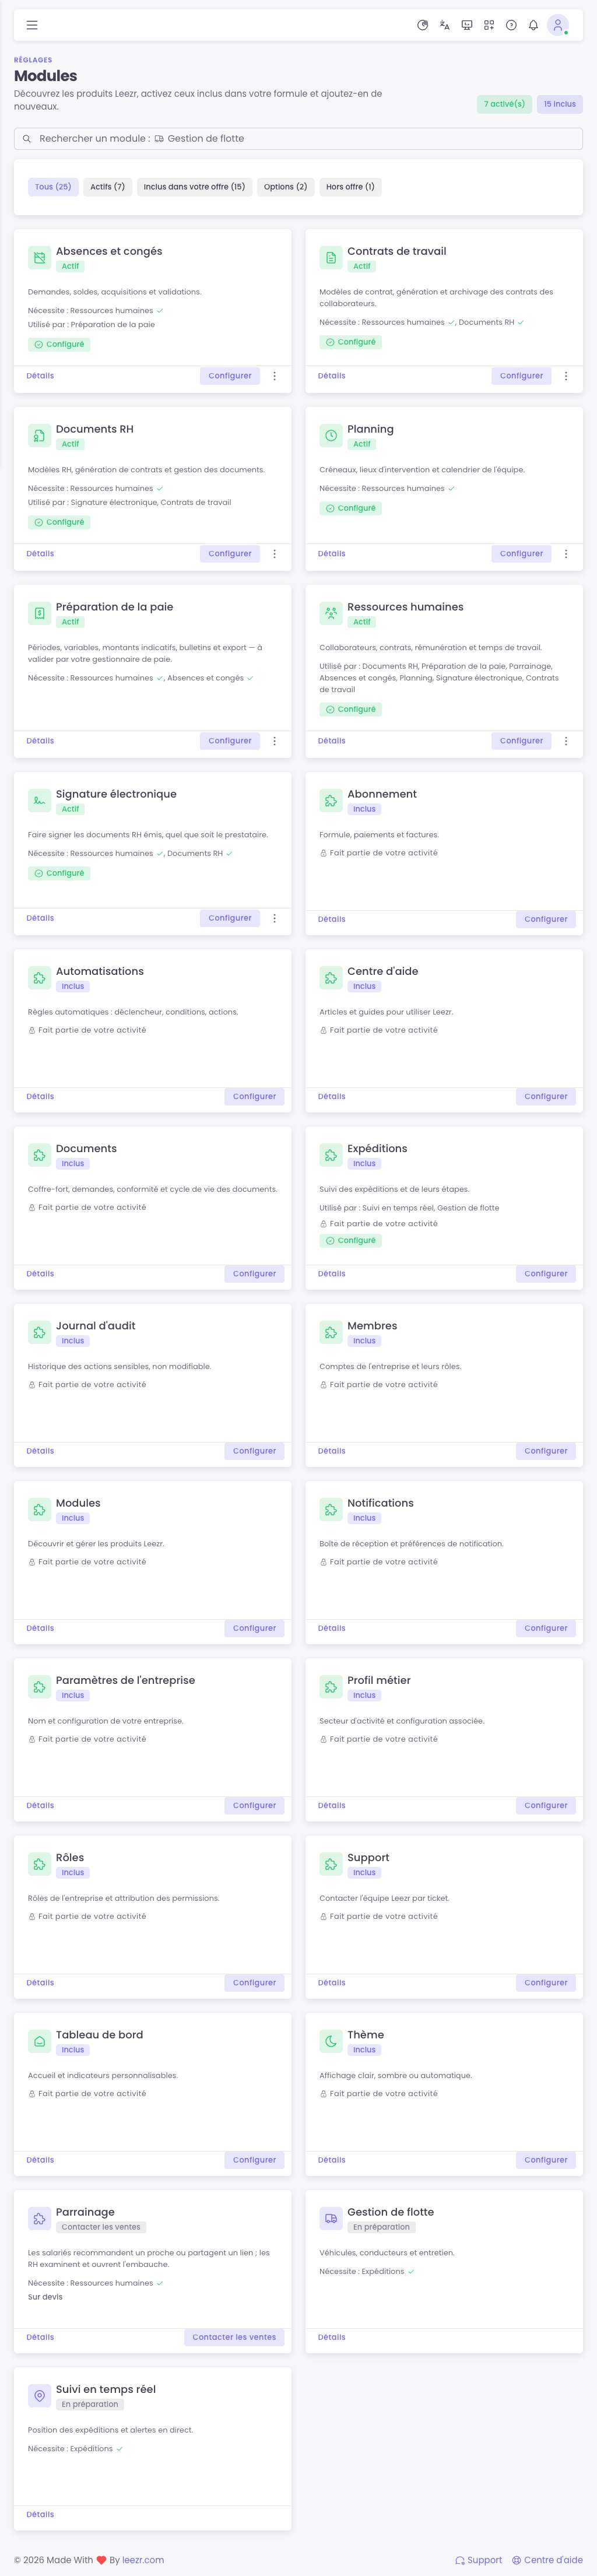 RÉGLAGES
Modules
Découvrez les produits Leezr, activez ceux inclus dans votre formule et ajoutez-en de
nouveaux.
7 activé(s)
15 inclus
Rechercher un module : Gestion de flotte
Tous (25)
Actifs (7)
Inclus dans votre offre (15)
Options (2)
Hors offre (1)
Absences et congés
Actif
Demandes, soldes, acquisitions et validations.
Nécessite : Ressources humaines
Utilisé par : Préparation de la paie
Configuré
Détails
Configurer
Contrats de travail
Actif
Modèles de contrat, génération et archivage des contrats des
collaborateurs.
Nécessite : Ressources humaines , Documents RH
Configuré
Détails
Configurer
Documents RH
Actif
Modèles RH, génération de contrats et gestion des documents.
Nécessite : Ressources humaines
Utilisé par : Signature électronique, Contrats de travail
Configuré
Détails
Configurer
Planning
Actif
Créneaux, lieux d'intervention et calendrier de l'équipe.
Nécessite : Ressources humaines
Configuré
Détails
Configurer
Préparation de la paie
Actif
Périodes, variables, montants indicatifs, bulletins et export — à
valider par votre gestionnaire de paie.
Nécessite : Ressources humaines , Absences et congés
Détails
Configurer
Ressources humaines
Actif
Collaborateurs, contrats, rémunération et temps de travail.
Utilisé par : Documents RH, Préparation de la paie, Parrainage,
Absences et congés, Planning, Signature électronique, Contrats
de travail
Configuré
Détails
Configurer
Signature électronique
Actif
Faire signer les documents RH émis, quel que soit le prestataire.
Nécessite : Ressources humaines , Documents RH
Configuré
Détails
Configurer
Abonnement
Inclus
Formule, paiements et factures.
Fait partie de votre activité
Détails
Configurer
Automatisations
Inclus
Règles automatiques : déclencheur, conditions, actions.
Fait partie de votre activité
Détails
Configurer
Centre d'aide
Inclus
Articles et guides pour utiliser Leezr.
Fait partie de votre activité
Détails
Configurer
Documents
Inclus
Coffre-fort, demandes, conformité et cycle de vie des documents.
Fait partie de votre activité
Détails
Configurer
Expéditions
Inclus
Suivi des expéditions et de leurs étapes.
Utilisé par : Suivi en temps réel, Gestion de flotte
Fait partie de votre activité
Configuré
Détails
Configurer
Journal d'audit
Inclus
Historique des actions sensibles, non modifiable.
Fait partie de votre activité
Détails
Configurer
Membres
Inclus
Comptes de l'entreprise et leurs rôles.
Fait partie de votre activité
Détails
Configurer
Modules
Inclus
Découvrir et gérer les produits Leezr.
Fait partie de votre activité
Détails
Configurer
Notifications
Inclus
Boîte de réception et préférences de notification.
Fait partie de votre activité
Détails
Configurer
Paramètres de l'entreprise
Inclus
Nom et configuration de votre entreprise.
Fait partie de votre activité
Détails
Configurer
Profil métier
Inclus
Secteur d'activité et configuration associée.
Fait partie de votre activité
Détails
Configurer
Rôles
Inclus
Rôles de l'entreprise et attribution des permissions.
Fait partie de votre activité
Détails
Configurer
Support
Inclus
Contacter l'équipe Leezr par ticket.
Fait partie de votre activité
Détails
Configurer
Tableau de bord
Inclus
Accueil et indicateurs personnalisables.
Fait partie de votre activité
Détails
Configurer
Thème
Inclus
Affichage clair, sombre ou automatique.
Fait partie de votre activité
Détails
Configurer
Parrainage
Contacter les ventes
Les salariés recommandent un proche ou partagent un lien ; les
RH examinent et ouvrent l'embauche.
Nécessite : Ressources humaines
Sur devis
Détails
Contacter les ventes
Gestion de flotte
En préparation
Véhicules, conducteurs et entretien.
Nécessite : Expéditions
Détails
Suivi en temps réel
En préparation
Position des expéditions et alertes en direct.
Nécessite : Expéditions
Détails
© 2026 Made With By leezr.com
Support
Centre d'aide